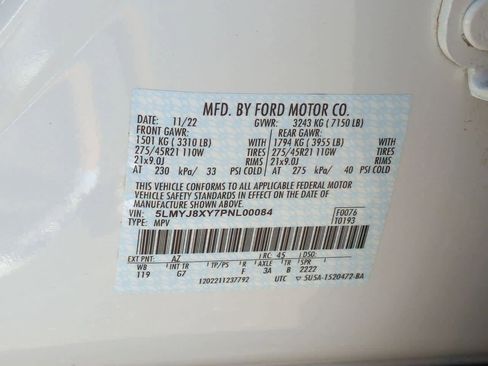 MFD. BY FORD MOTOR CO.
DATE: 11/22 GVWR: 3243 KG (7150 LB)
FRONT GAWR: REAR GAWR:
1501 KG (3310 LB) WITH 1794 KG (3955 LB) WITH
275/45R21 110W TIRES 275/45R21 110W TIRES
21x9.0J RIMS 21x9.0J RIMS
AT 230 kPa/ 33 PSI COLD AT 275 kPa/ 40 PSI COLD
THIS VEHICLE CONFORMS TO ALL APPLICABLE FEDERAL MOTOR
VEHICLE SAFETY STANDARDS IN EFFECT ON THE DATE OF
MANUFACTURE SHOWN ABOVE.
VIN: 5LMYJ8XY7PNL00084 F0076
TYPE: MPV T0193
EXT PNT: AZ RC: 45 DSO:
WB INT TR TP/PS R AXLE TR SPR
119 G7 F 3A B 2222
1202211237792 UTC ▽ 5U5A-1520472-BA